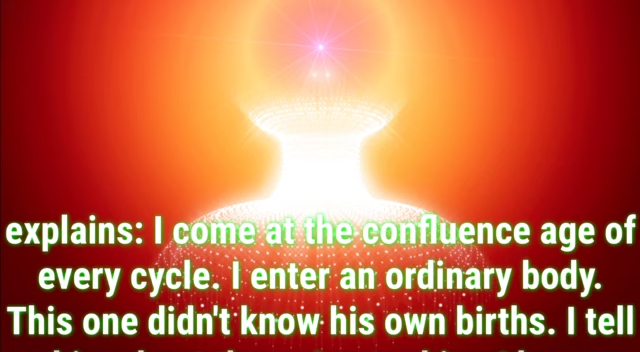 explains: I come at the confluence age of
every cycle. I enter an ordinary body.
This one didn't know his own births. I tell